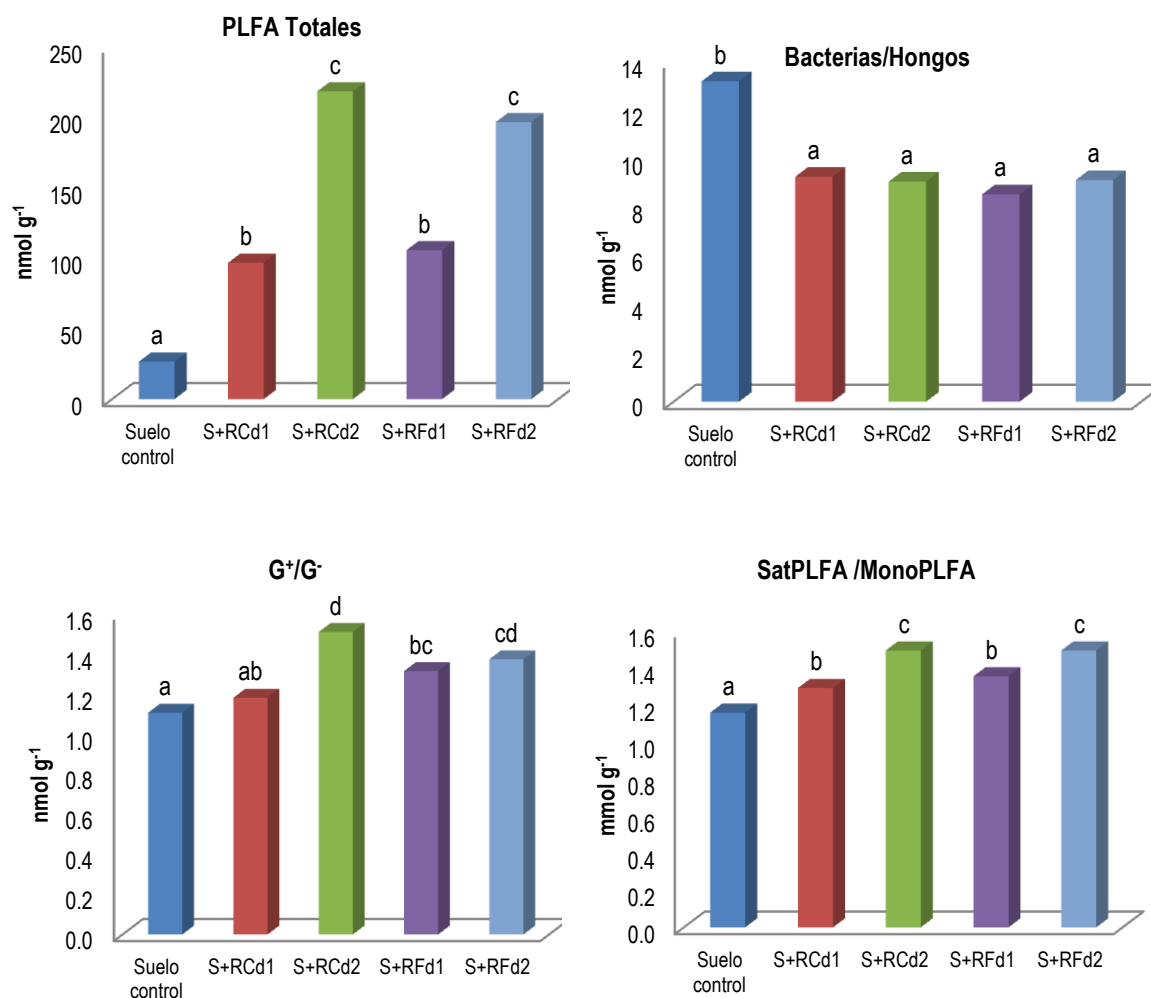 PLFA Totales
250
200
150
100
50
0
nmol g-1
a
b
c
b
c
Suelo control
S+RCd1
S+RCd2
S+RFd1
S+RFd2
Bacterias/Hongos
14
12
10
8
6
4
2
0
nmol g-1
b
a
a
a
a
Suelo control
S+RCd1
S+RCd2
S+RFd1
S+RFd2
G+/G-
1.6
1.4
1.2
1.0
0.8
0.6
0.4
0.2
0.0
nmol g-1
a
ab
d
bc
cd
Suelo control
S+RCd1
S+RCd2
S+RFd1
S+RFd2
SatPLFA /MonoPLFA
1.6
1.4
1.2
1.0
0.8
0.6
0.4
0.2
0.0
mmol g-1
a
b
c
b
c
Suelo control
S+RCd1
S+RCd2
S+RFd1
S+RFd2